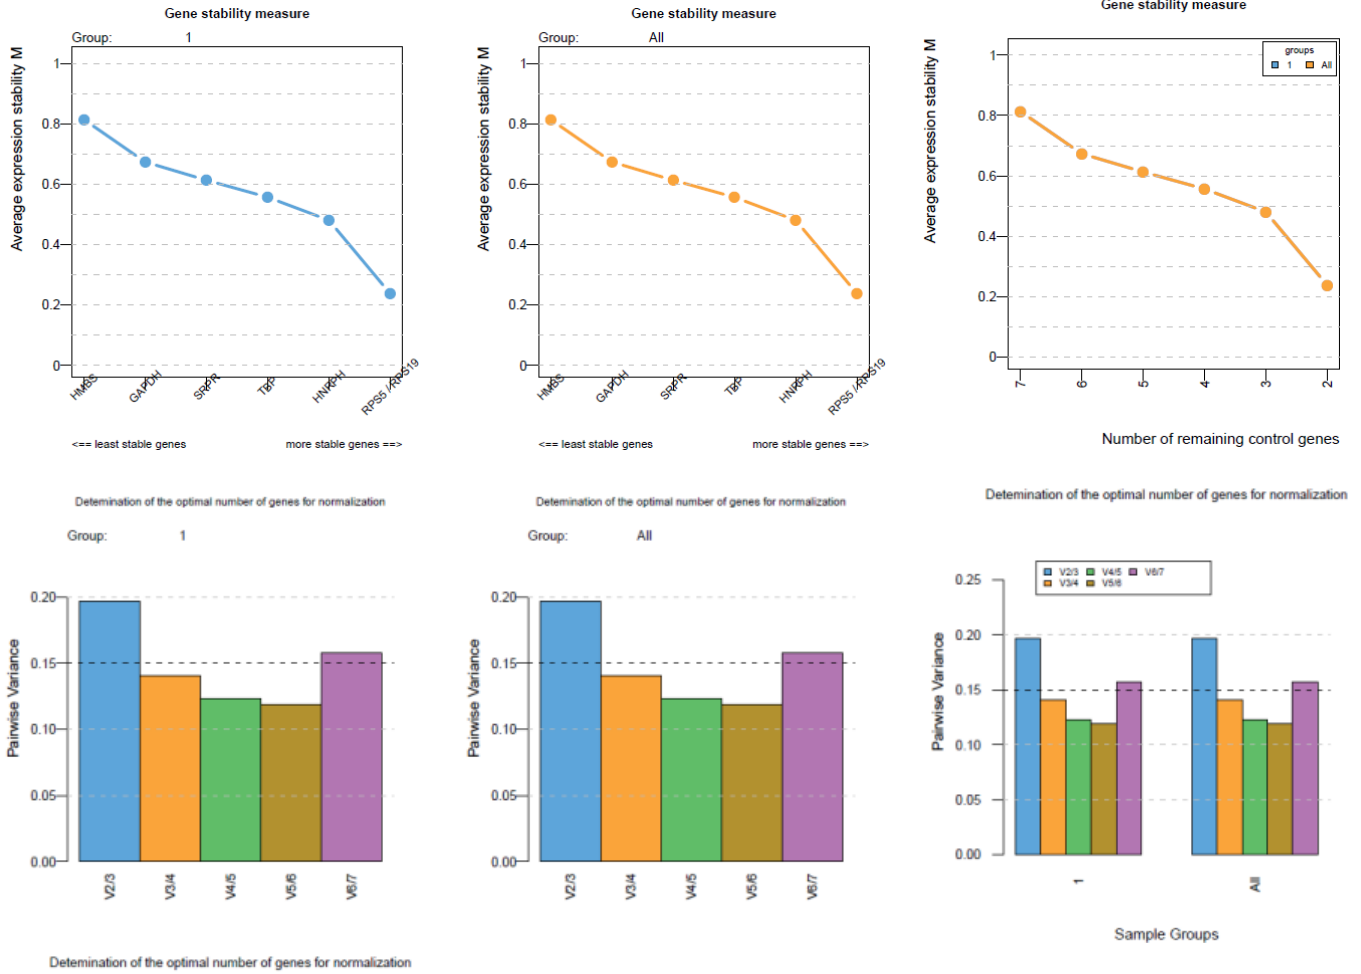 Gene stability measure
Group: 1
Average expression stability M
1
0.8
0.6
0.4
0.2
0
HMBS
GAPDH
SRPR
TBP
HNRPH
RPS5 / RPS19
<== least stable genes
more stable genes ==>
Gene stability measure
Group: All
Average expression stability M
1
0.8
0.6
0.4
0.2
0
HMBS
GAPDH
SRPR
TBP
HNRPH
RPS5 / RPS19
<== least stable genes
more stable genes ==>
Gene stability measure
groups
1 All
Average expression stability M
1
0.8
0.6
0.4
0.2
0
7
6
5
4
3
2
Number of remaining control genes
Detemination of the optimal number of genes for normalization
Group: 1
Pairwise Variance
0.20
0.15
0.10
0.05
0.00
V2/3
V3/4
V4/5
V5/6
V6/7
Detemination of the optimal number of genes for normalization
Detemination of the optimal number of genes for normalization
Group: All
Pairwise Variance
0.20
0.15
0.10
0.05
0.00
V2/3
V3/4
V4/5
V5/6
V6/7
Detemination of the optimal number of genes for normalization
V2/3 V4/5 V6/7
V3/4 V5/6
Pairwise Variance
0.25
0.20
0.15
0.10
0.05
0.00
1
All
Sample Groups